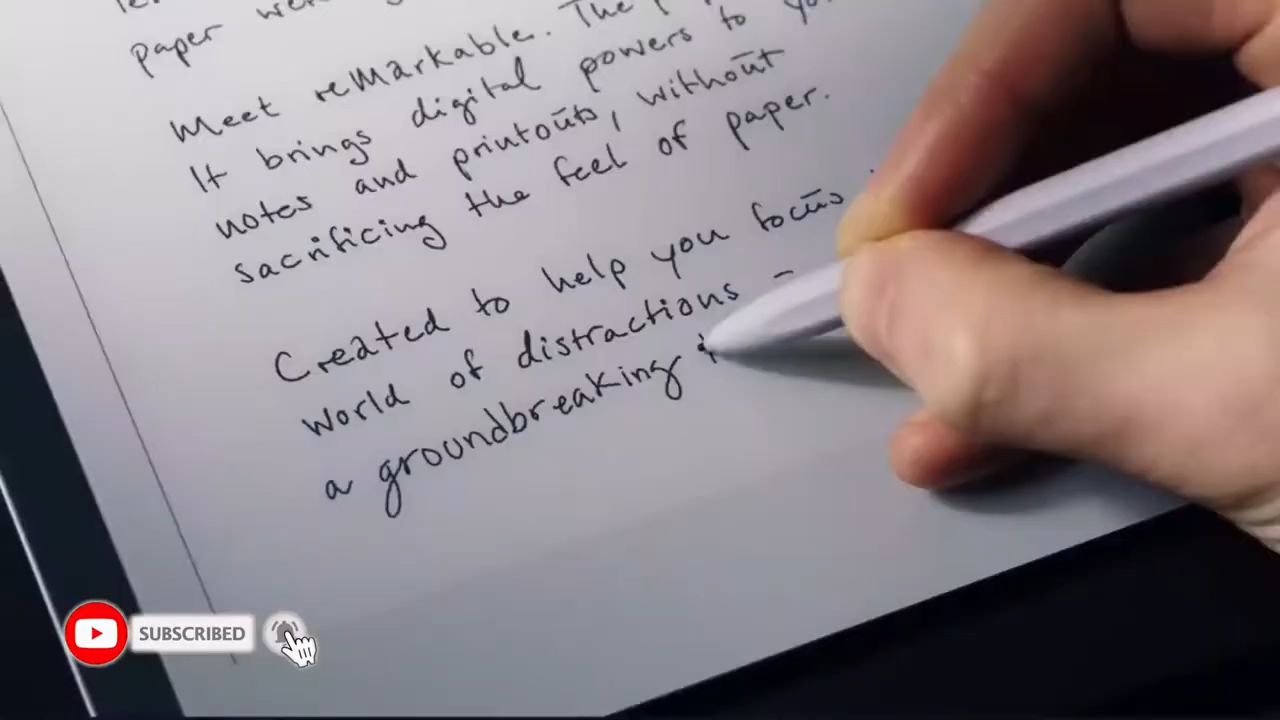 paper
Meet reMarkable. The
It brings digital powers to
notes and printouts, without
sacrificing the feel of paper.
Created to help you focus
world of distractions –
a groundbreaking
SUBSCRIBED